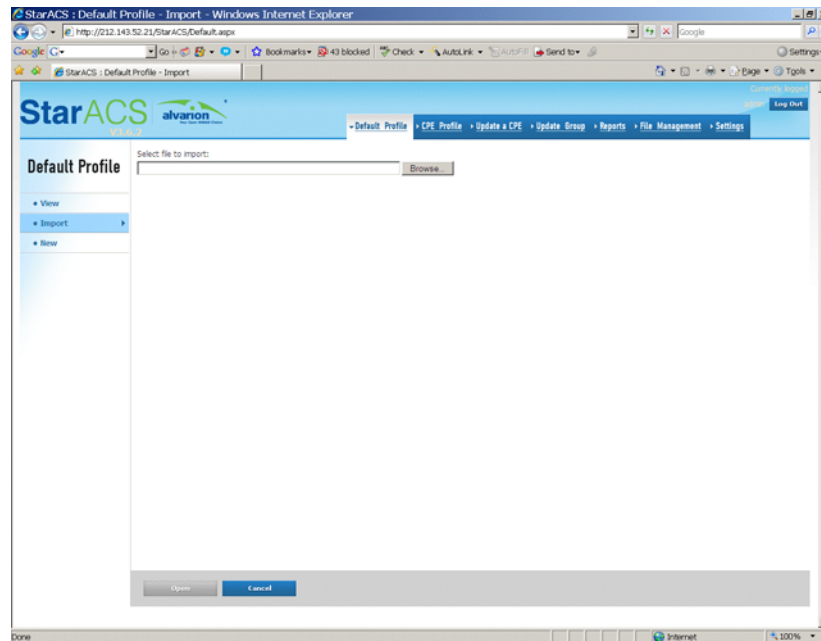 StarACS : Default Profile - Import - Windows Internet Explorer
http://212.143.52.21/StarACS/Default.aspx
Google
Google G
Go
Bookmarks
43 blocked
Check
AutoLink
AutoFill
Send to
Settings
StarACS : Default Profile - Import
Page
Tools
Currently logged
StarACS
alvarion
Log Out
Default Profile
CPE Profile
Update a CPE
Update Group
Reports
File Management
Settings
Default Profile
Select file to import:
Browse...
View
Import
New
Open
Cancel
Done
Internet
100%